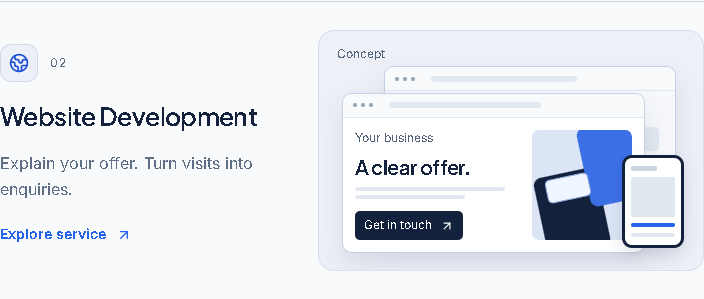 02
Website Development
Explain your offer. Turn visits into
enquiries.
Explore service
Concept
Your business
A clear offer.
Get in touch